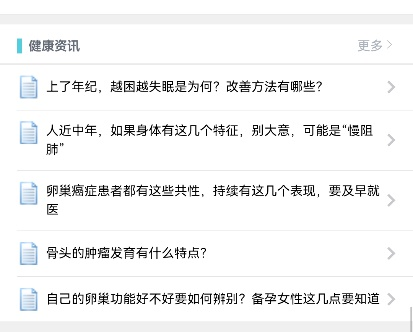 健康资讯
更多
上了年纪，越困越失眠是为何？改善方法有哪些？
人近中年，如果身体有这几个特征，别大意，可能是“慢阻
肺”
卵巢癌症患者都有这些共性，持续有这几个表现，要及早就
医
骨头的肿瘤发育有什么特点？
自己的卵巢功能好不好要如何辨别？备孕女性这几点要知道